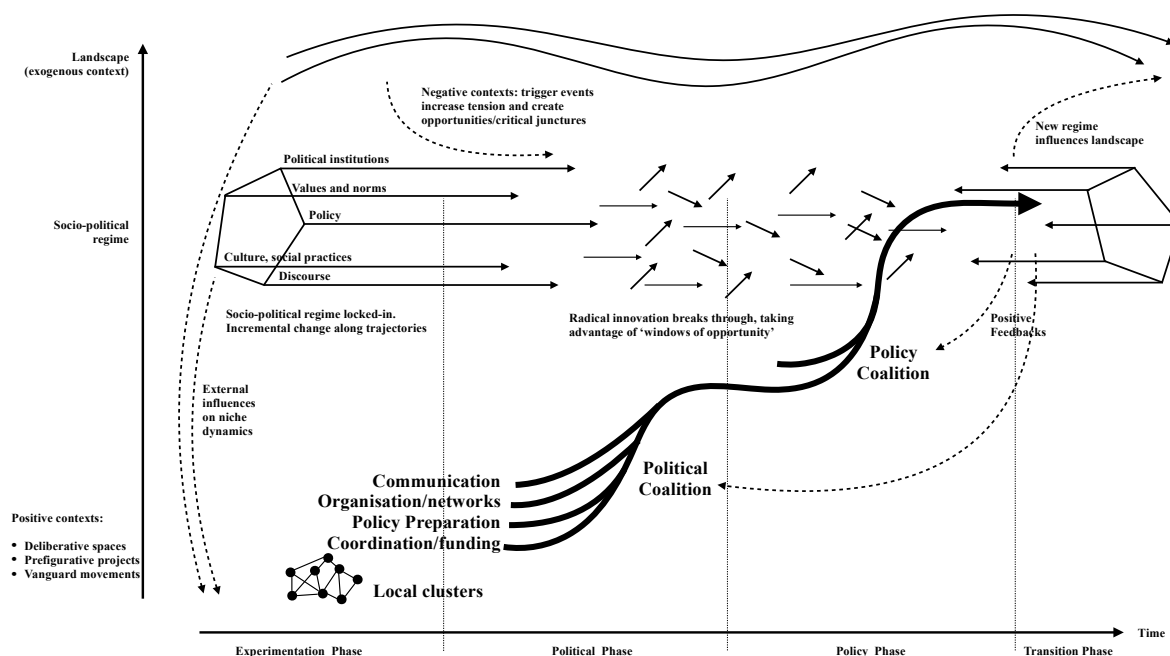 Landscape
(exogenous context)
Negative contexts: trigger events
increase tension and create
opportunities/critical junctures
New regime
influences landscape
Political institutions
Values and norms
Policy
Socio-political
regime
Culture, social practices
Discourse
Socio-political regime locked-in.
Incremental change along trajectories
Radical innovation breaks through, taking
advantage of ‘windows of opportunity’
Positive,
Feedbacks
Policy
Coalition
External
influences
on niche
dynamics
Communication
Organisation/networks
Policy Preparation
Coordination/funding
Political
Coalition
Positive contexts:
• Deliberative spaces
• Prefigurative projects
• Vanguard movements
Local clusters
Time
Experimentation Phase
Political Phase
Policy Phase
Transition Phase